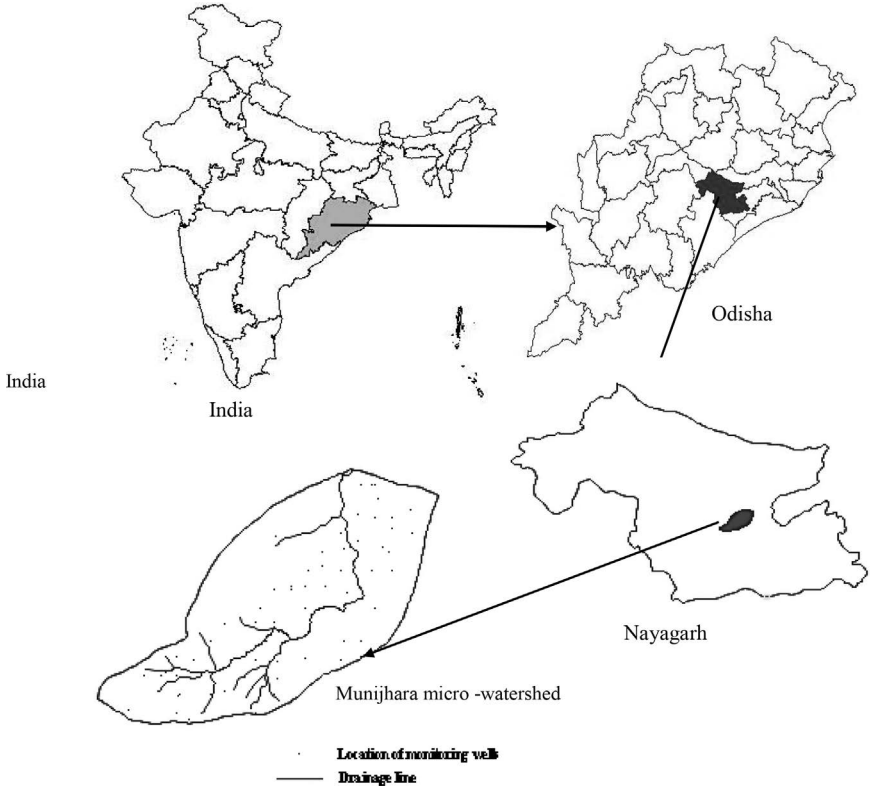 Odisha
India
India
Nayagarh
Munijhara micro -watershed
Location of monitoring wells
Drainage line